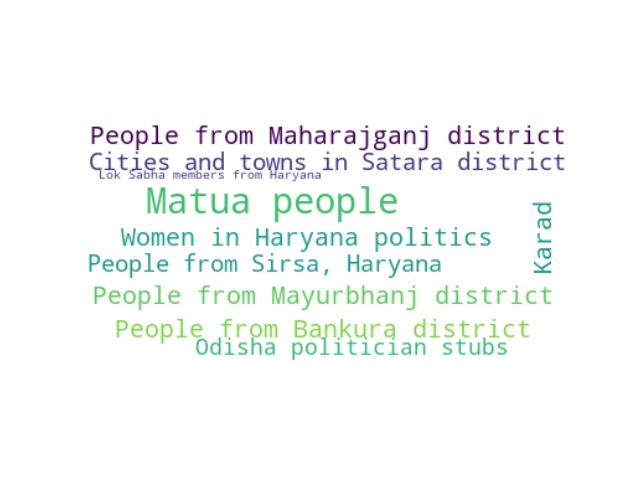 People from Maharajganj district
Cities and towns in Satara district
Lok Sabha members from Haryana
Matua people
Karad
Women in Haryana politics
People from Sirsa, Haryana
People from Mayurbhanj district
People from Bankura district
Odisha politician stubs